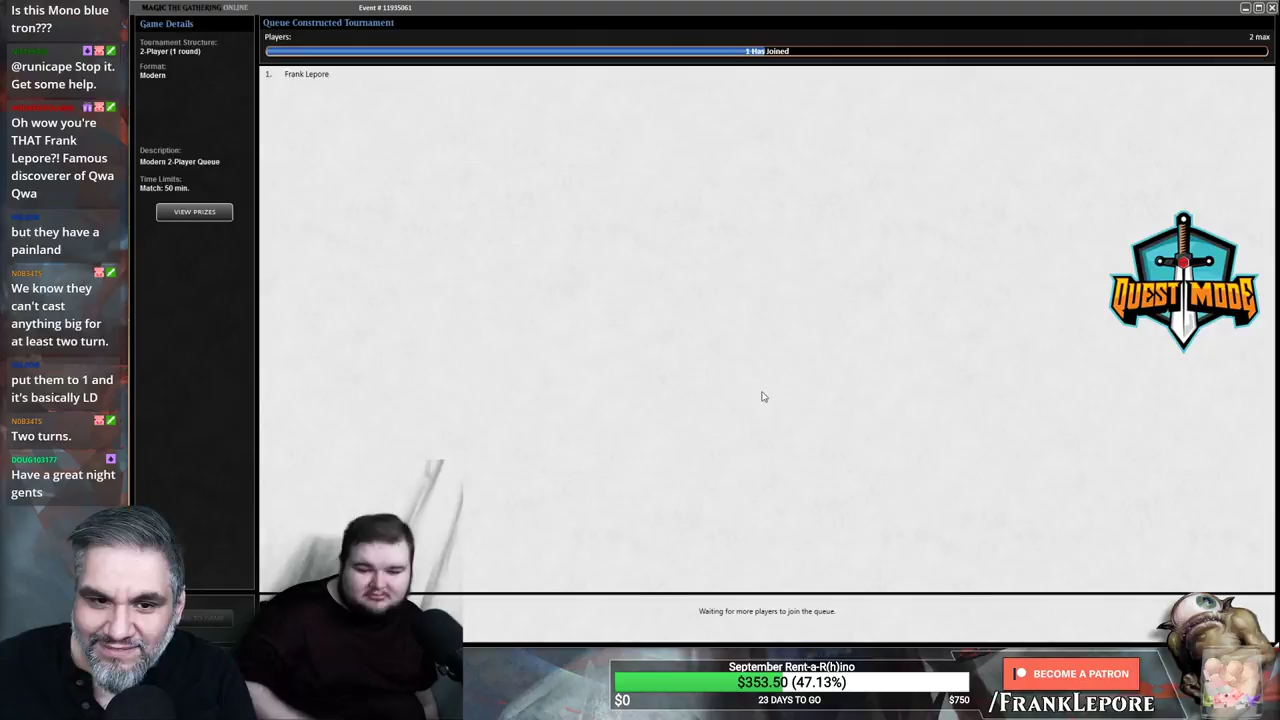 Is this Mono blue
tron???
@runicape Stop it.
Get some help.
Oh wow you're
THAT Frank
Lepore?! Famous
discoverer of Qwa
Qwa
but they have a
painland
N0B34TS
We know they
can't cast
anything big for
at least two turn.
put them to 1 and
it's basically LD
N0B34TS
Two turns.
DOUG103177
Have a great night
gents
MAGIC THE GATHERING ONLINE
Event # 11935061
Game Details
Tournament Structure:
2-Player (1 round)
Format:
Modern
Description:
Modern 2-Player Queue
Time Limits:
Match: 50 min.
VIEW PRIZES
Queue Constructed Tournament
Players:
2 max
1 Has Joined
1. Frank Lepore
QUEST MODE
Waiting for more players to join the queue.
September Rent-a-R(h)ino
$353.50 (47.13%)
$0
23 DAYS TO GO
$750
BECOME A PATRON
/FRANKLEPORE